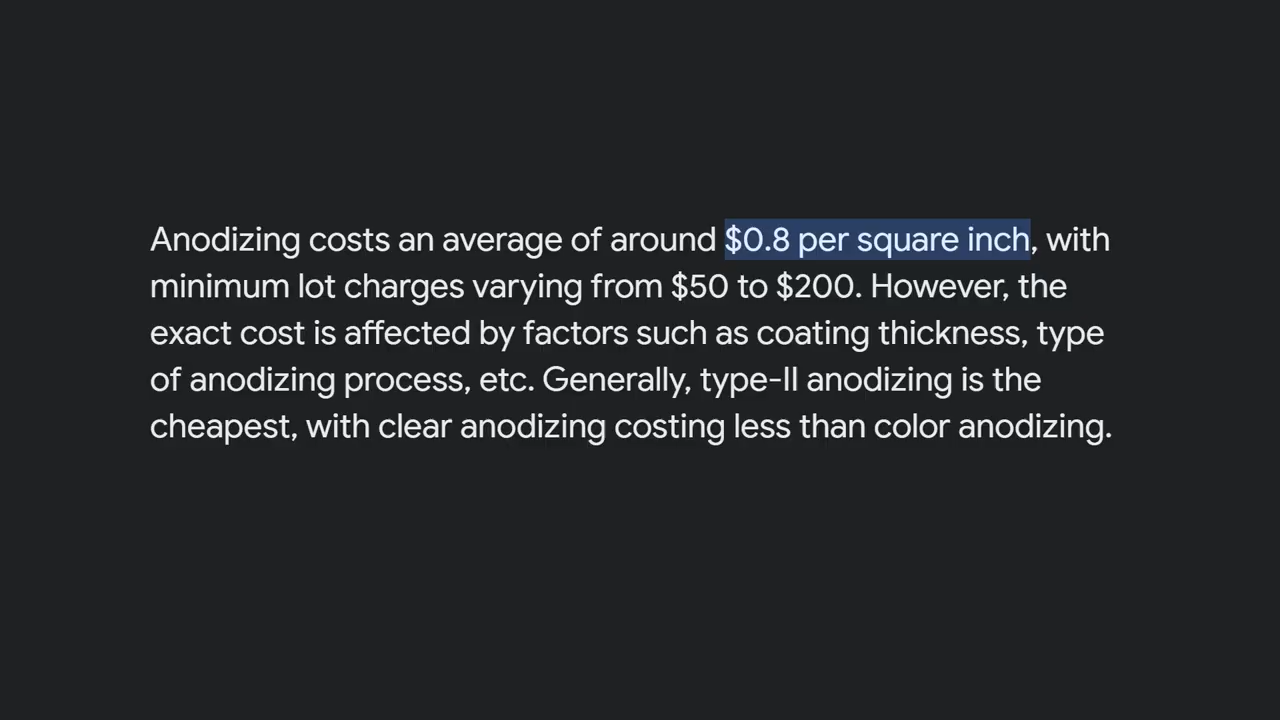 Anodizing costs an average of around $0.8 per square inch, with
minimum lot charges varying from $50 to $200. However, the
exact cost is affected by factors such as coating thickness, type
of anodizing process, etc. Generally, type-II anodizing is the
cheapest, with clear anodizing costing less than color anodizing.